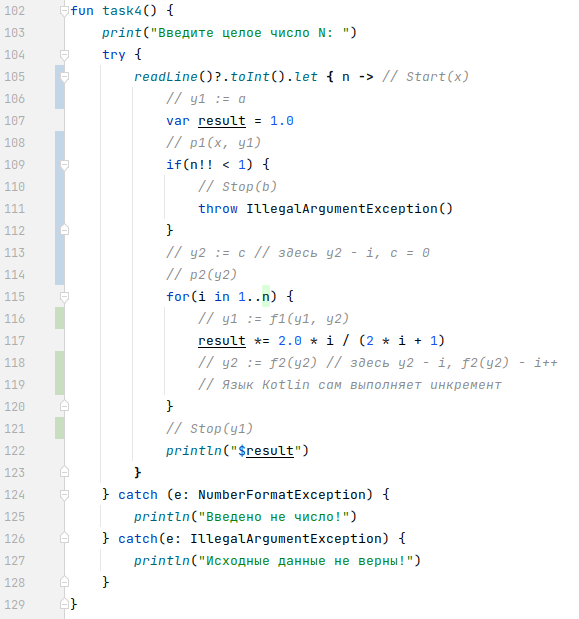 102 fun task4() {
103     print("Введите целое число N: ")
104     try {
105         readLine()?.toInt().let { n -> // Start(x)
106             // y1 := a
107             var result = 1.0
108             // p1(x, y1)
109             if(n!! < 1) {
110                 // Stop(b)
111                 throw IllegalArgumentException()
112             }
113             // y2 := c // здесь y2 - i, c = 0
114             // p2(y2)
115             for(i in 1..n) {
116                 // y1 := f1(y1, y2)
117                 result *= 2.0 * i / (2 * i + 1)
118                 // y2 := f2(y2) // здесь y2 - i, f2(y2) - i++
119                 // Язык Kotlin сам выполняет инкремент
120             }
121             // Stop(y1)
122             println("$result")
123         }
124     } catch (e: NumberFormatException) {
125         println("Введено не число!")
126     } catch(e: IllegalArgumentException) {
127         println("Исходные данные не верны!")
128     }
129 }